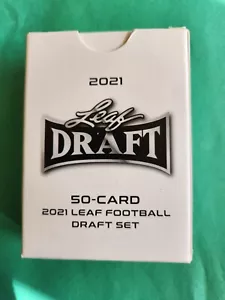 2021
Leaf
DRAFT
50-CARD
2021 LEAF FOOTBALL
DRAFT SET